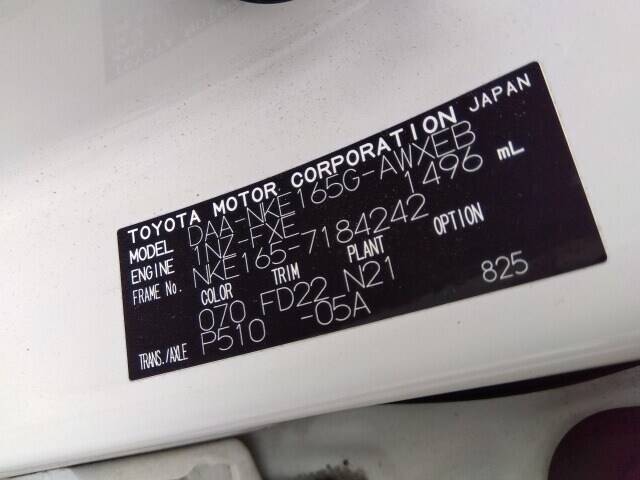 TOYOTA MOTOR CORPORATION JAPAN
MODEL DAA-NKE165G-AWXEB
ENGINE 1NZ-FXE 1496 mL
FRAME No. NKE165-7184242
COLOR TRIM PLANT OPTION
070 FD22 N21 825
TRANS./AXLE P510 -05A